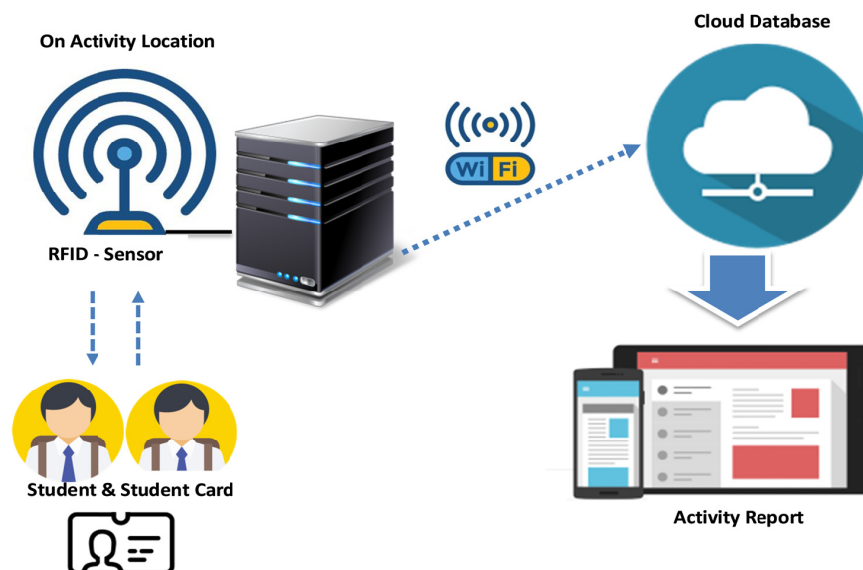 On Activity Location
Cloud Database
Wi Fi
RFID - Sensor
Student & Student Card
Activity Report